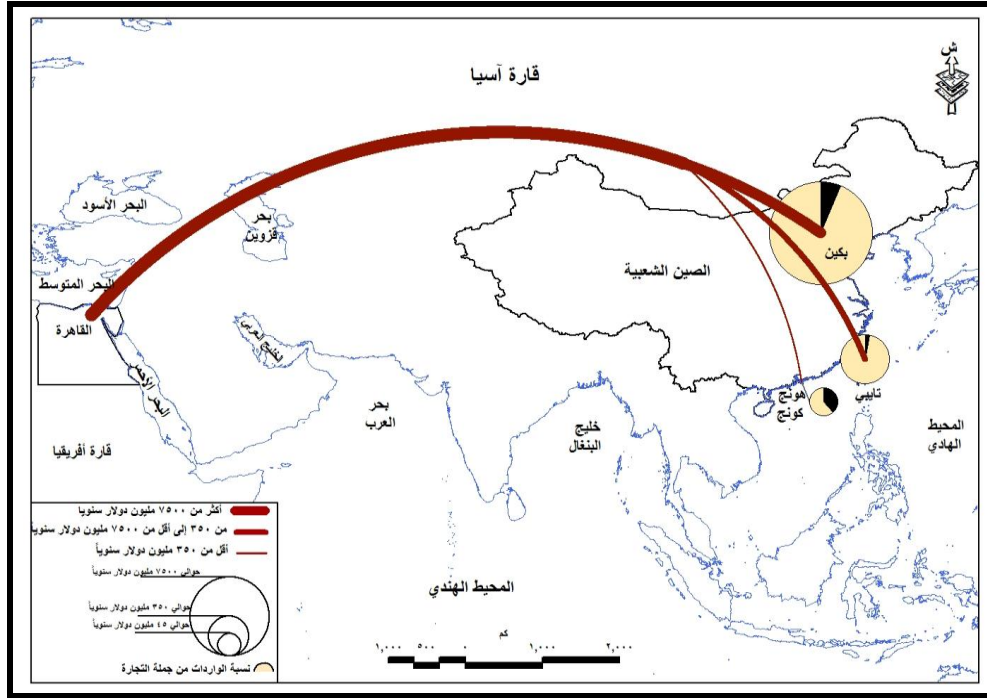 قارة آسيا
ش
البحر الأسود
بحر
قزوين
البحر المتوسط
القاهرة
الخليج العربي
البحر الأحمر
قارة أفريقيا
بحر
العرب
خليج
البنغال
الصين الشعبية
بكين
تايبي
هونج
كونج
المحيط
الهادي
المحيط الهندي
أكثر من ٧٥٠٠ مليون دولار سنويا
من ٣٥٠ إلى أقل من ٧٥٠٠ مليون دولار سنوياً
أقل من ٣٥٠ مليون دولار سنوياً
حوالي ٧٥٠٠ مليون دولار سنوياً
حوالي ٣٥٠ مليون دولار سنوياً
حوالي ٤٥ مليون دولار سنوياً
نسبة الواردات من جملة التجارة
كم
١,٠٠٠ ٥٠٠ ٠ ١,٠٠٠ ٢,٠٠٠